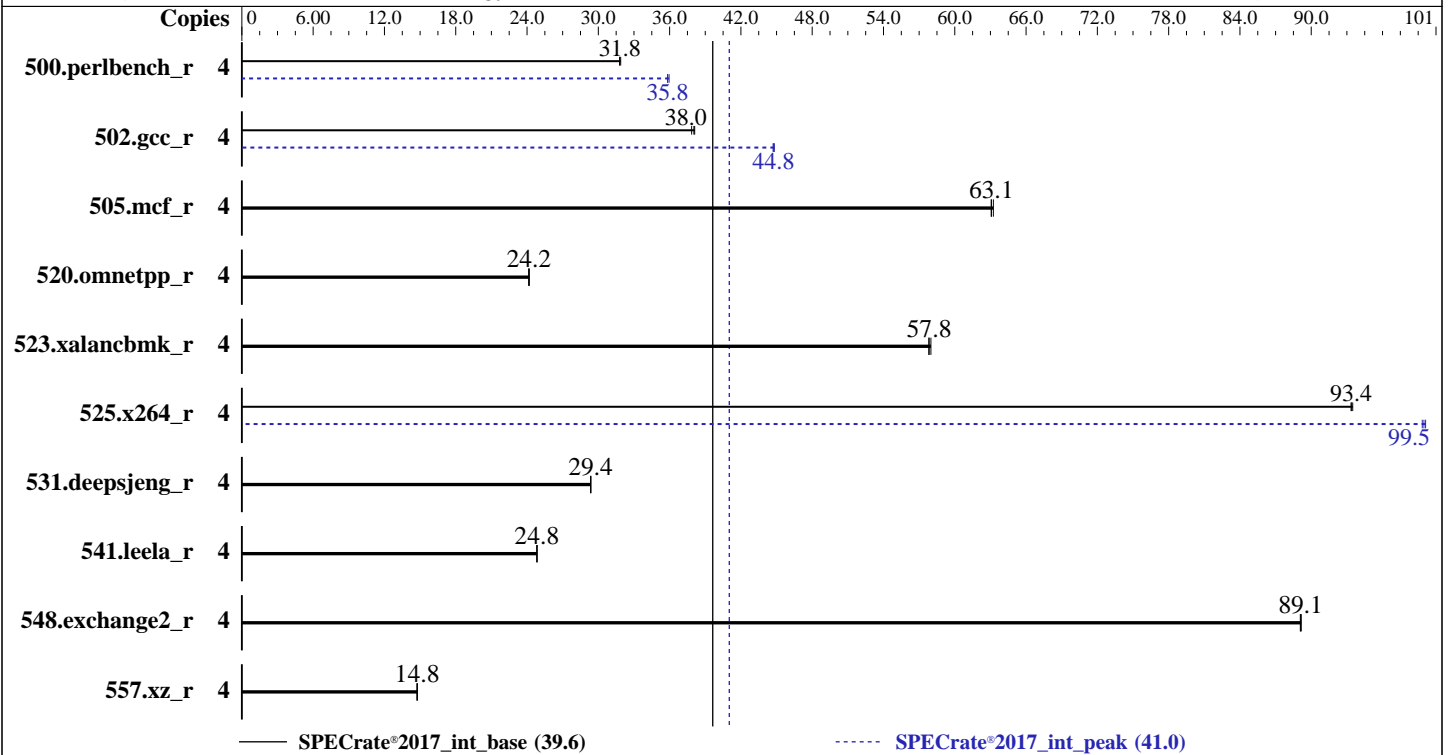 Copies 0 6.00 12.0 18.0 24.0 30.0 36.0 42.0 48.0 54.0 60.0 66.0 72.0 78.0 84.0 90.0 101
500.perlbench_r 4 31.8
35.8
502.gcc_r 4 38.0
44.8
505.mcf_r 4 63.1
520.omnetpp_r 4 24.2
523.xalancbmk_r 4 57.8
525.x264_r 4 93.4
99.5
531.deepsjeng_r 4 29.4
541.leela_r 4 24.8
548.exchange2_r 4 89.1
557.xz_r 4 14.8
SPECrate®2017_int_base (39.6) SPECrate®2017_int_peak (41.0)